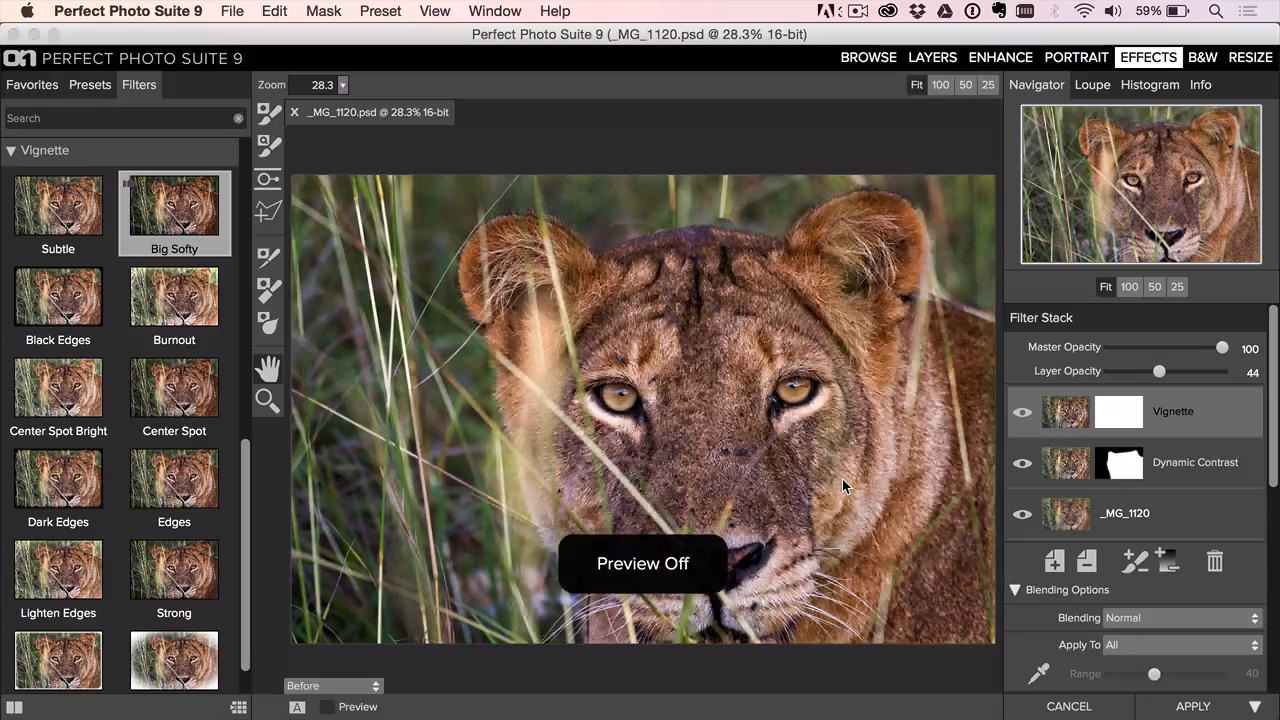 Perfect Photo Suite 9 File Edit Mask Preset View Window Help 59%
Perfect Photo Suite 9 (_MG_1120.psd @ 28.3% 16-bit)
on PERFECT PHOTO SUITE 9 BROWSE LAYERS ENHANCE PORTRAIT EFFECTS B&W RESIZE
Favorites Presets Filters Zoom 28.3 Fit 100 50 25 Navigator Loupe Histogram Info
Search
X _MG_1120.psd @ 28.3% 16-bit
Vignette
Subtle Big Softy
Black Edges Burnout
Center Spot Bright Center Spot
Dark Edges Edges
Lighten Edges Strong
Preview Off
Before
A Preview
Fit 100 50 25
Filter Stack
Master Opacity 100
Layer Opacity 44
Vignette
Dynamic Contrast
_MG_1120
Blending Options
Blending Normal
Apply To All
Range 40
CANCEL APPLY